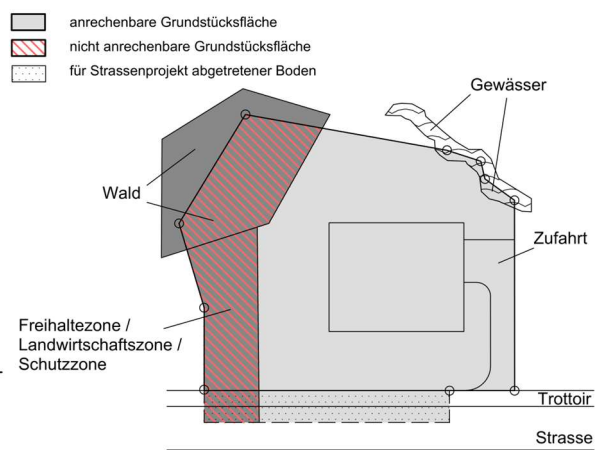 anrechenbare Grundstücksfläche
nicht anrechenbare Grundstücksfläche
für Strassenprojekt abgetretener Boden
Gewässer
Wald
Zufahrt
Freihaltezone /
Landwirtschaftszone /
Schutzzone
Trottoir
Strasse